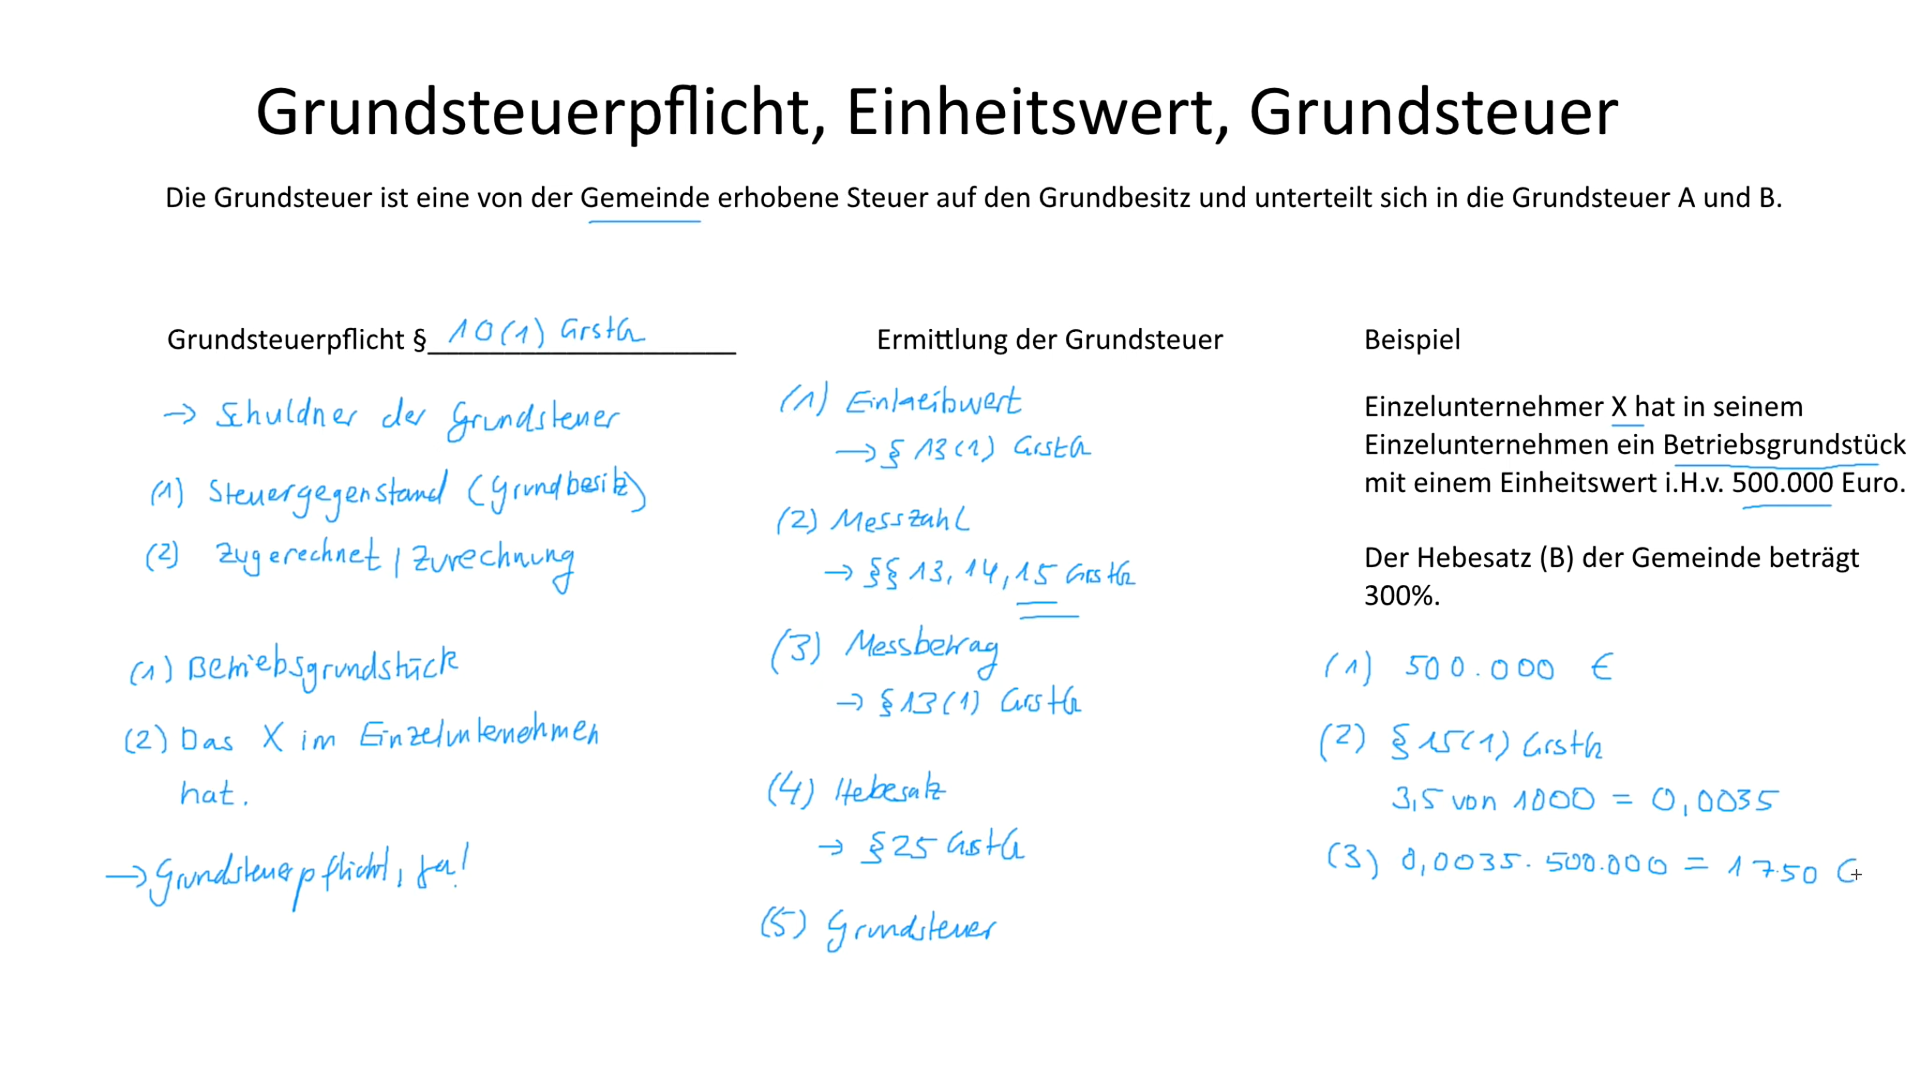 Grundsteuerpflicht, Einheitswert, Grundsteuer
Die Grundsteuer ist eine von der Gemeinde erhobene Steuer auf den Grundbesitz und unterteilt sich in die Grundsteuer A und B.
Grundsteuerpflicht § 10(1) GrStG
→ Schuldner der Grundsteuer
(1) Steuergegenstand (Grundbesitz)
(2) Zugerechnet / Zurechnung
(1) Betriebsgrundstück
(2) Das X im Einzelunternehmen
hat.
→ Grundsteuerpflicht, ja!
Ermittlung der Grundsteuer
(1) Einheitswert
→ § 13(1) GrStG
(2) Messzahl
→ §§ 13, 14, 15 GrStG
(3) Messbetrag
→ § 13(1) GrStG
(4) Hebesatz
→ § 25 GrStG
(5) Grundsteuer
Beispiel
Einzelunternehmer X hat in seinem
Einzelunternehmen ein Betriebsgrundstück
mit einem Einheitswert i.H.v. 500.000 Euro.
Der Hebesatz (B) der Gemeinde beträgt
300%.
(1) 500.000 €
(2) § 15(1) GrStG
3,5 von 1000 = 0,0035
(3) 0,0035 · 500.000 = 1750 €